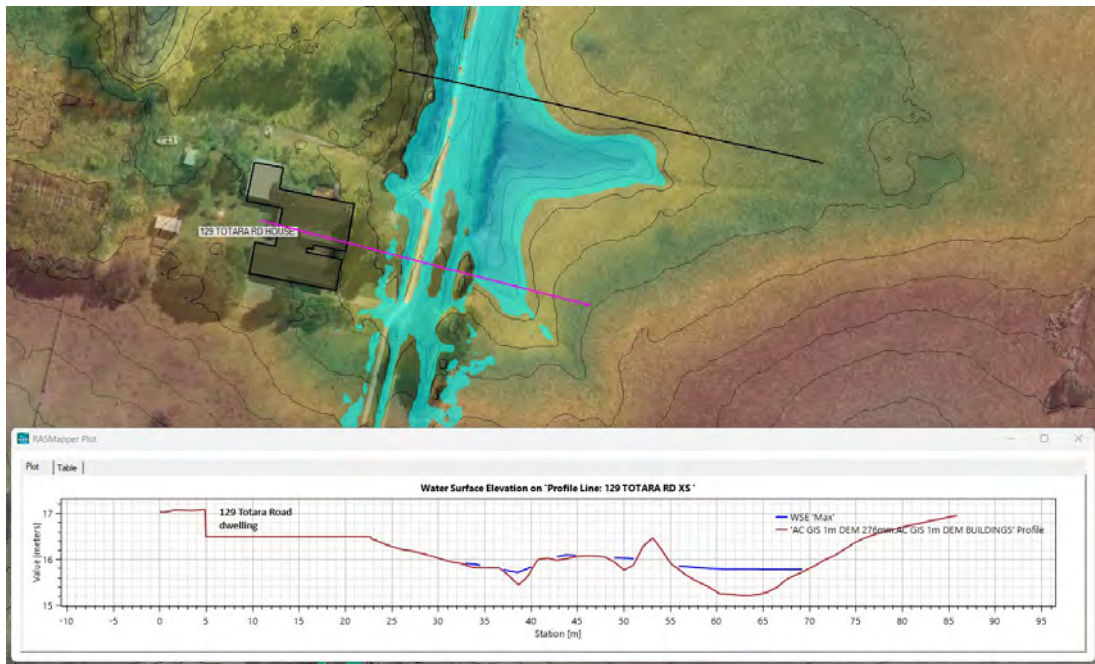 129 TOTARA RD HOUSE
RASMapper Plot
Plot
Table
Water Surface Elevation on 'Profile Line: 129 TOTARA RD XS '
129 Totara Road
dwelling
WSE 'Max'
'AC GIS 1m DEM 276mm.AC GIS 1m DEM BUILDINGS' Profile
Value [meters]
17
16
15
-10 -5 0 5 10 15 20 25 30 35 40 45 50 55 60 65 70 75 80 85 90 95
Station [m]